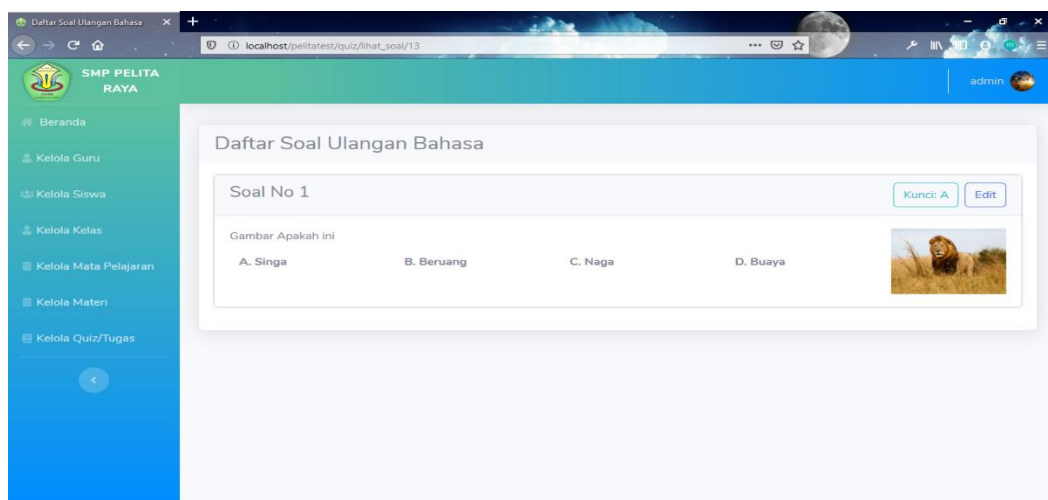 Daftar Soal Ulangan Bahasa
localhost/pelitatest/quiz/lihat_soal/13
SMP PELITA
RAYA
admin
Beranda
Kelola Guru
Kelola Siswa
Kelola Kelas
Kelola Mata Pelajaran
Kelola Materi
Kelola Quiz/Tugas
Daftar Soal Ulangan Bahasa
Soal No 1
Kunci: A
Edit
Gambar Apakah ini
A. Singa
B. Beruang
C. Naga
D. Buaya